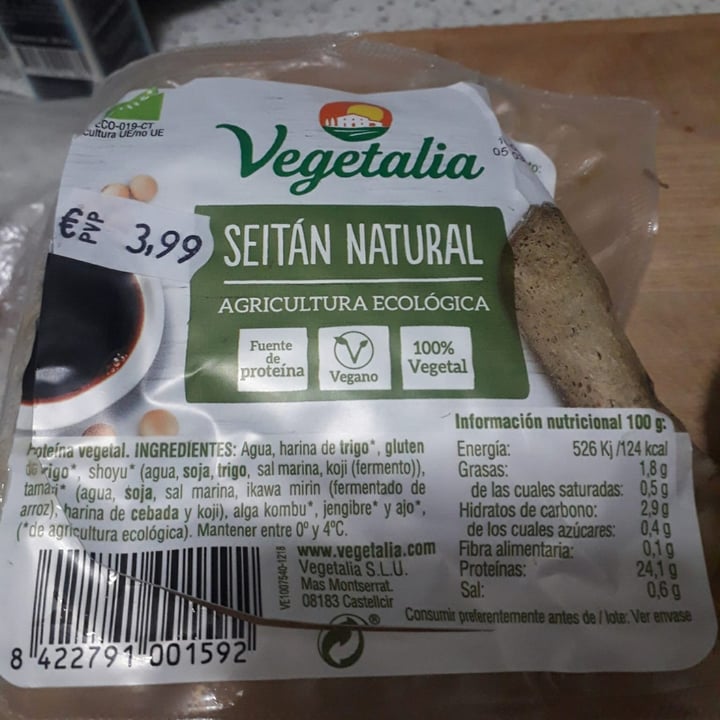 ECO-019-CT
cultura UE/no UE
Vegetalia
05
€
PVP
3,99
SEITÁN NATURAL
AGRICULTURA ECOLÓGICA
Fuente
de
proteína
Vegano
100%
Vegetal
Proteína vegetal. INGREDIENTES: Agua, harina de trigo*, gluten
de trigo*, shoyu* (agua, soja, trigo, sal marina, koji (fermento)),
tamari* (agua, soja, sal marina, ikawa mirin (fermentado de
arroz), harina de cebada y koji), alga kombu*, jengibre* y ajo*,
(*de agricultura ecológica). Mantener entre 0º y 4ºC.
Información nutricional 100 g:
Energía: 526 Kj /124 kcal
Grasas: 1,8 g
de las cuales saturadas: 0,5 g
Hidratos de carbono: 2,9 g
de los cuales azúcares: 0,4 g
Fibra alimentaria: 0,1 g
Proteínas: 24,1 g
Sal: 0,6 g
Consumir preferentemente antes de / lote: Ver envase
8 422791 001592
VE1007540-1218
www.vegetalia.com
Vegetalia S.L.U.
Mas Montserrat.
08183 Castellcir
®